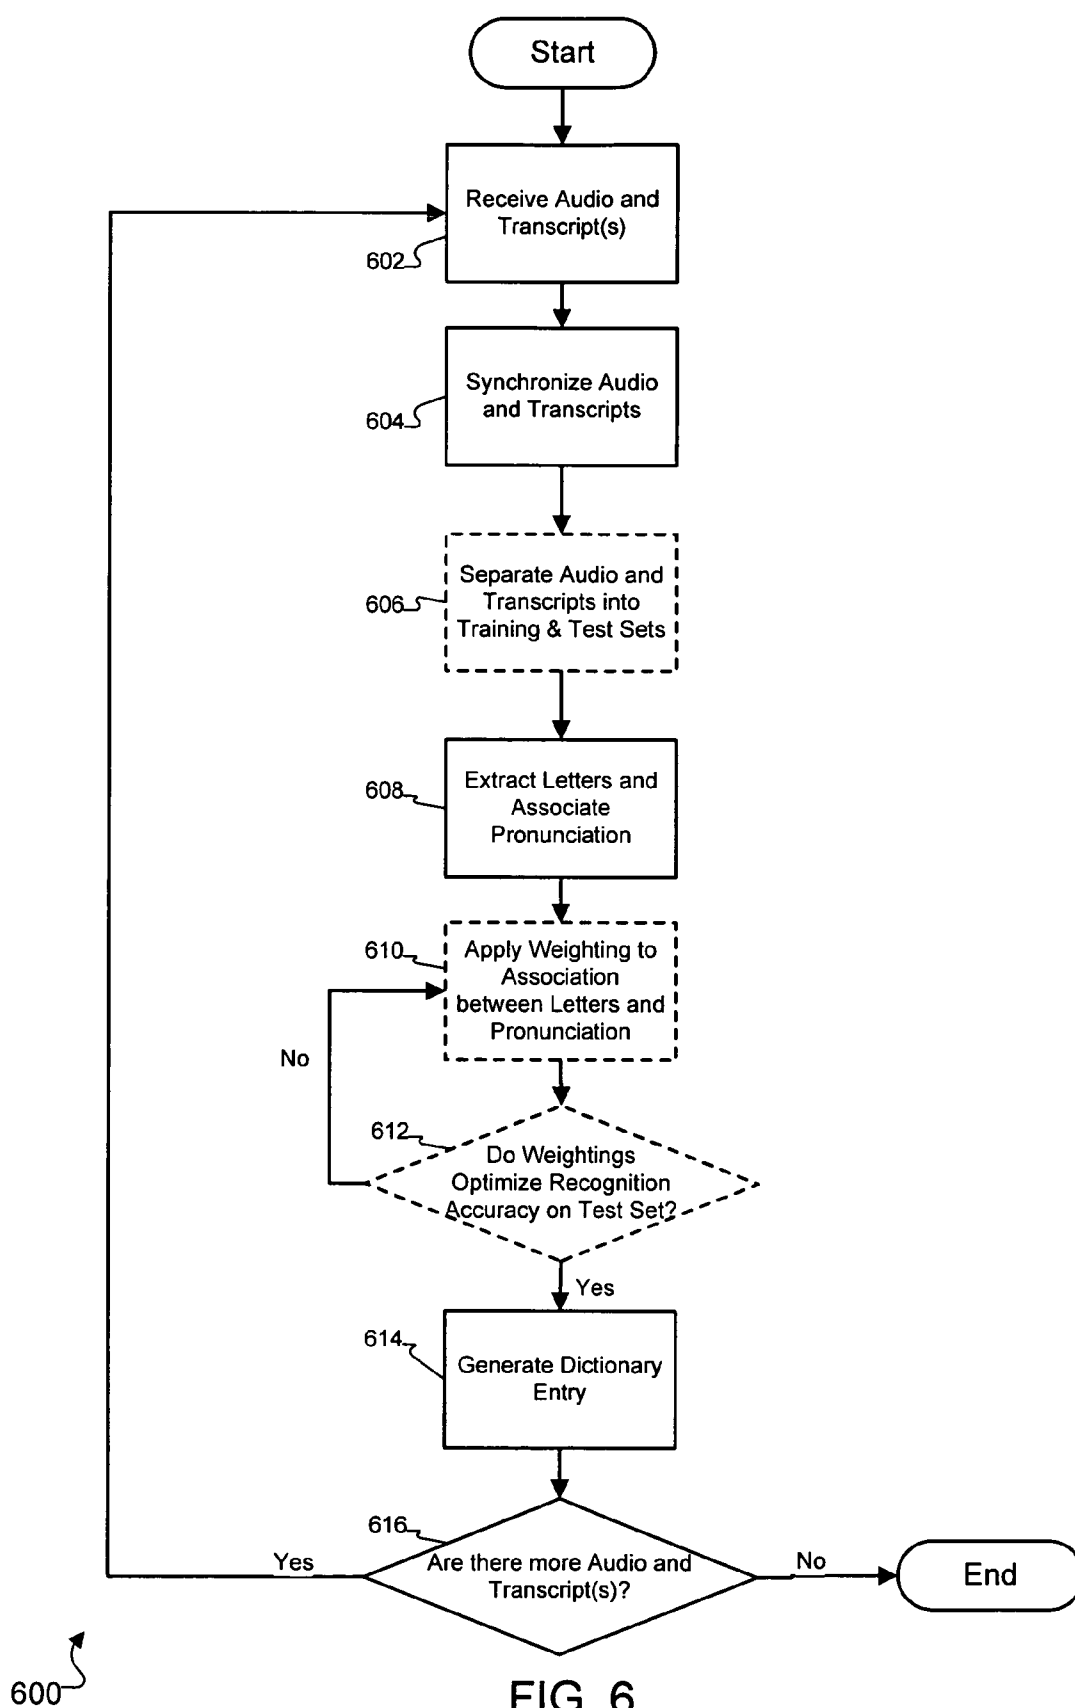 Start
Receive Audio and
Transcript(s)
602
Synchronize Audio
and Transcripts
604
Separate Audio and
Transcripts into
Training & Test Sets
606
Extract Letters and
Associate
Pronunciation
608
Apply Weighting to
Association
between Letters and
Pronunciation
610
No
612
Do Weightings
Optimize Recognition
Accuracy on Test Set?
Yes
614
Generate Dictionary
Entry
616
Are there more Audio and
Transcript(s)?
Yes
No
End
600
FIG. 6